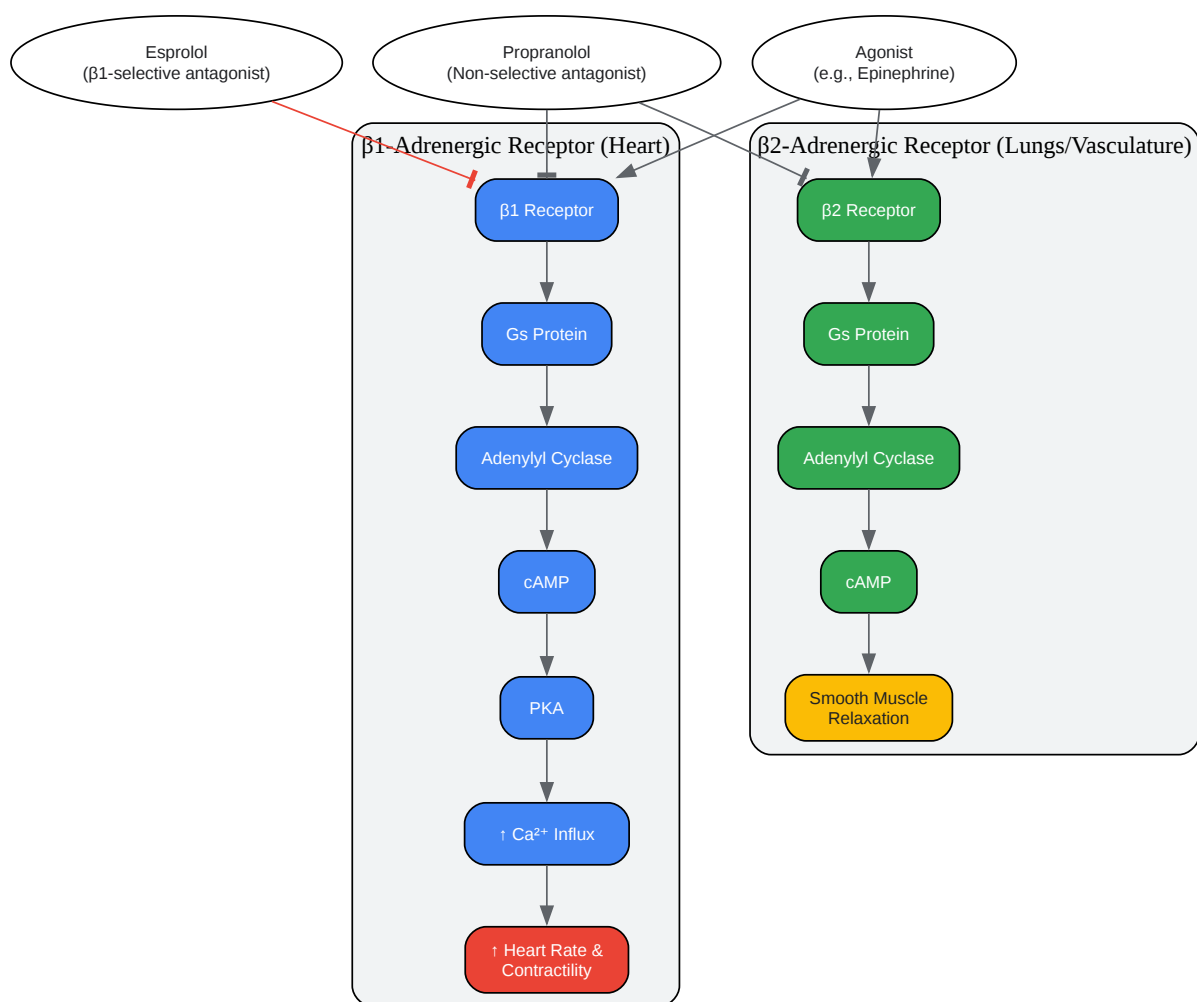 Esprolol
(β1-selective antagonist)
Propranolol
(Non-selective antagonist)
Agonist
(e.g., Epinephrine)
β1-Adrenergic Receptor (Heart)
β2-Adrenergic Receptor (Lungs/Vasculature)
β1 Receptor
β2 Receptor
Gs Protein
Gs Protein
Adenylyl Cyclase
Adenylyl Cyclase
cAMP
cAMP
PKA
Smooth Muscle
Relaxation
↑ Ca²⁺ Influx
↑ Heart Rate &
Contractility